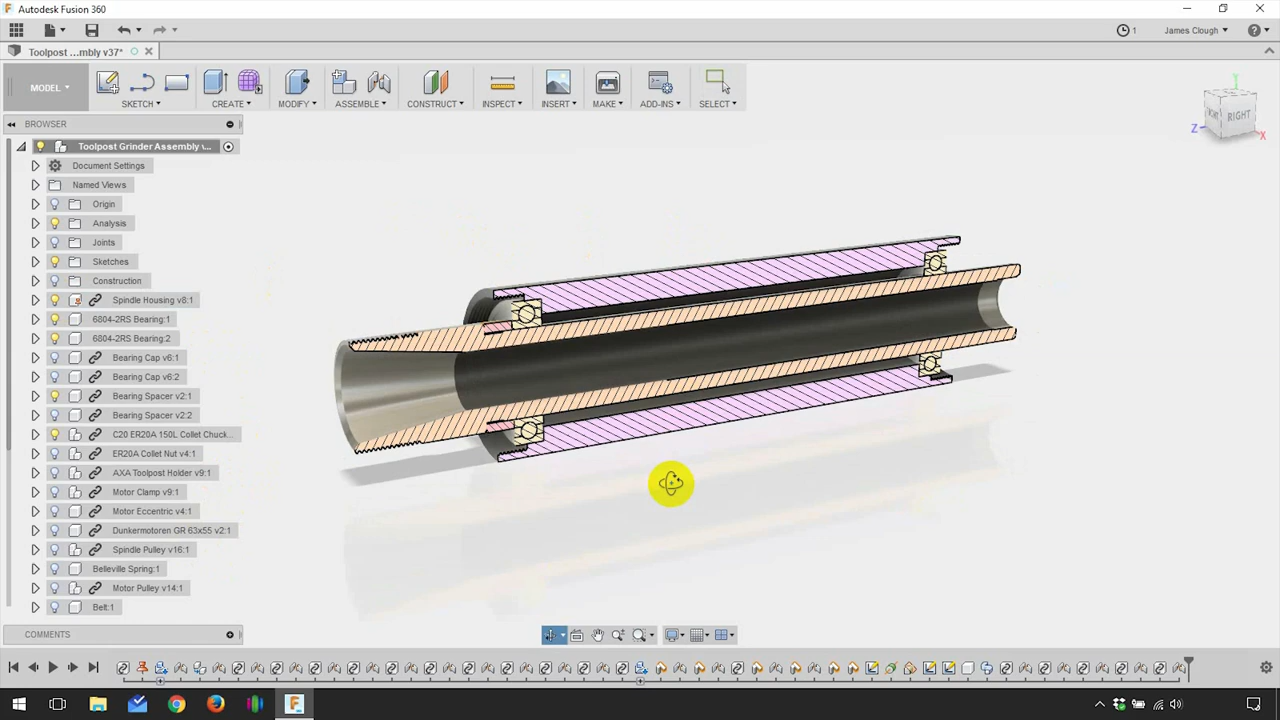 Autodesk Fusion 360
1 James Clough
Toolpost ...mbly v37*
MODEL
SKETCH CREATE MODIFY ASSEMBLE CONSTRUCT INSPECT INSERT MAKE ADD-INS SELECT
Y
RIGHT
Z
X
BROWSER
Toolpost Grinder Assembly v...
Document Settings
Named Views
Origin
Analysis
Joints
Sketches
Construction
Spindle Housing v8:1
6804-2RS Bearing:1
6804-2RS Bearing:2
Bearing Cap v6:1
Bearing Cap v6:2
Bearing Spacer v2:1
Bearing Spacer v2:2
C20 ER20A 150L Collet Chuck...
ER20A Collet Nut v4:1
AXA Toolpost Holder v9:1
Motor Clamp v9:1
Motor Eccentric v4:1
Dunkermotoren GR 63x55 v2:1
Spindle Pulley v16:1
Belleville Spring:1
Motor Pulley v14:1
Belt:1
COMMENTS